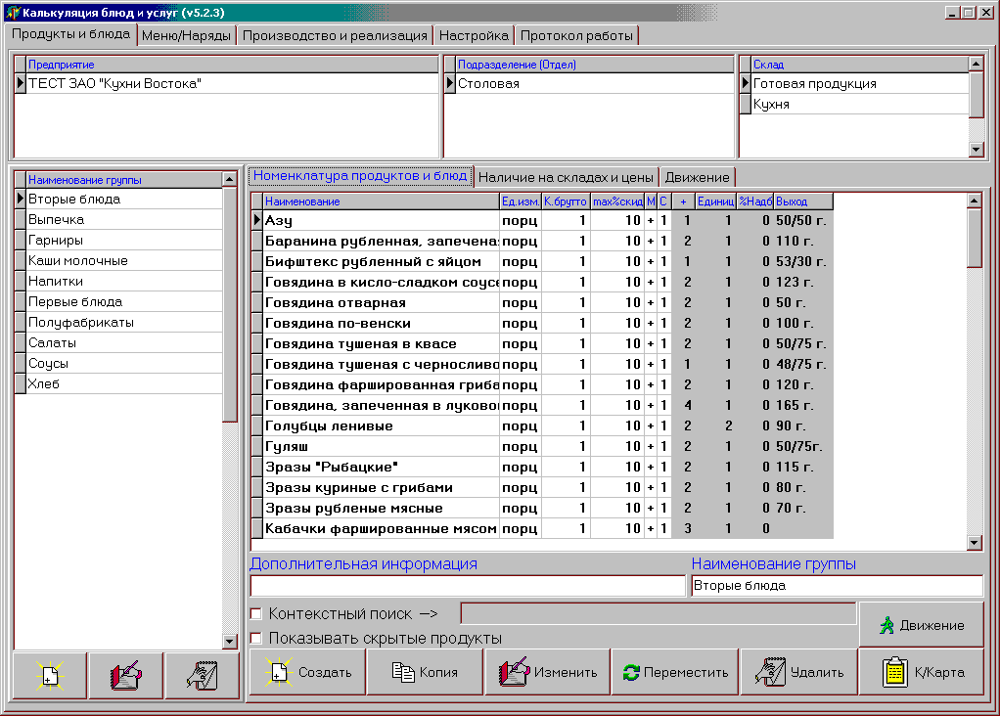 Калькуляция блюд и услуг (v5.2.3)
Продукты и блюда Меню/Наряды Производство и реализация Настройка Протокол работы
Предприятие Подразделение (Отдел) Склад
ТЕСТ ЗАО "Кухни Востока" Столовая Готовая продукция
Кухня
Наименование группы
Вторые блюда
Выпечка
Гарниры
Каши молочные
Напитки
Первые блюда
Полуфабрикаты
Салаты
Соусы
Хлеб
Номенклатура продуктов и блюд Наличие на складах и цены Движение
Наименование Ед.изм. К.брутто max%скид М С + Единиц %Надб Выход
Азу порц 1 10 + 1 1 1 0 50/50 г.
Баранина рубленная, запечена порц 1 10 + 1 2 1 0 110 г.
Бифштекс рубленный с яйцом порц 1 10 + 1 1 1 0 53/30 г.
Говядина в кисло-сладком соусе порц 1 10 + 1 2 1 0 123 г.
Говядина отварная порц 1 10 + 1 2 1 0 50 г.
Говядина по-венски порц 1 10 + 1 2 1 0 100 г.
Говядина тушеная в квасе порц 1 10 + 1 2 1 0 50/75 г.
Говядина тушеная с черносливо порц 1 10 + 1 1 1 0 48/75 г.
Говядина фаршированная гриба порц 1 10 + 1 2 1 0 120 г.
Говядина, запеченная в луково порц 1 10 + 1 4 1 0 165 г.
Голубцы ленивые порц 1 10 + 1 2 2 0 90 г.
Гуляш порц 1 10 + 1 2 1 0 50/75г.
Зразы "Рыбацкие" порц 1 10 + 1 2 1 0 115 г.
Зразы куриные с грибами порц 1 10 + 1 2 1 0 80 г.
Зразы рубленые мясные порц 1 10 + 1 2 1 0 70 г.
Кабачки фаршированные мясом порц 1 10 + 1 3 1 0
Дополнительная информация Наименование группы
Вторые блюда
Контекстный поиск -->
Показывать скрытые продукты
Движение
Создать Копия Изменить Переместить Удалить К/Карта